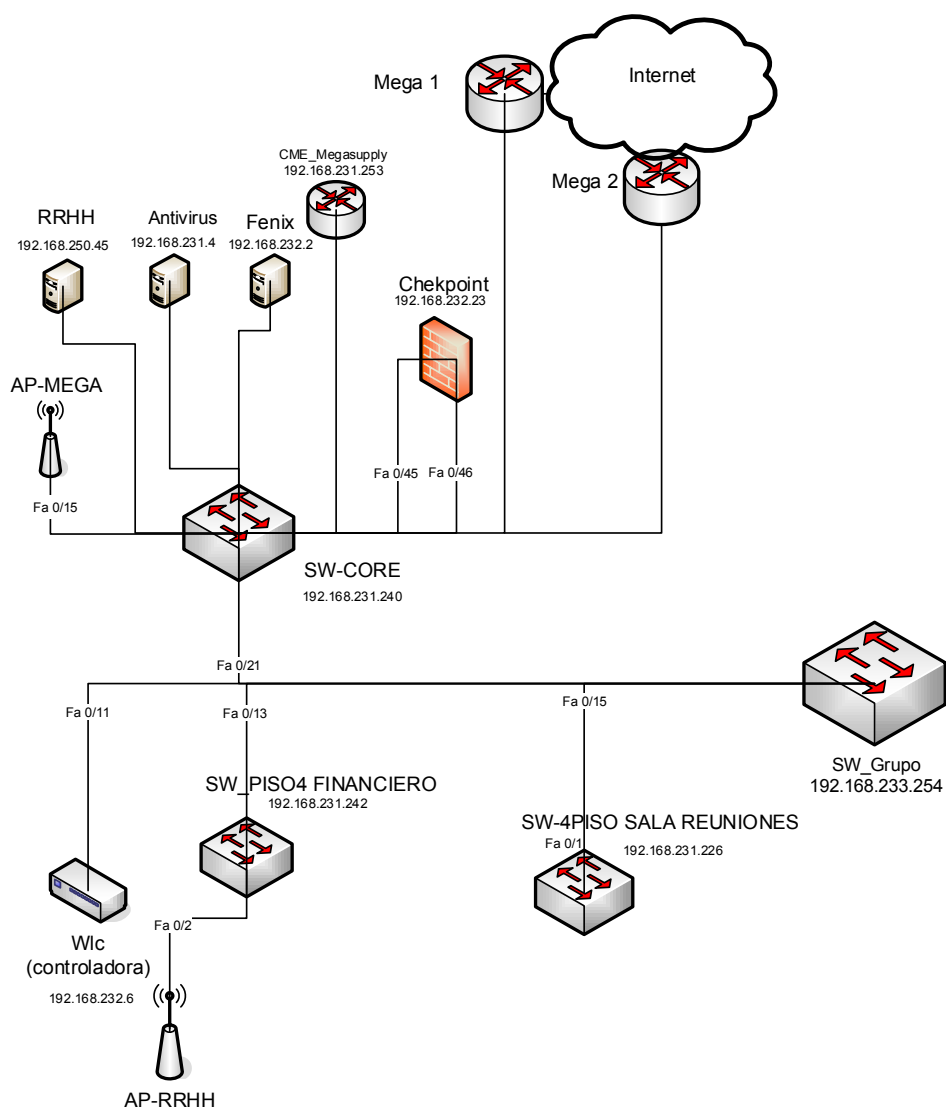 Internet
Mega 1
CME_Megasupply
192.168.231.253
Mega 2
RRHH
192.168.250.45
Antivirus
192.168.231.4
Fenix
192.168.232.2
Chekpoint
192.168.232.23
AP-MEGA
Fa 0/45
Fa 0/46
Fa 0/15
SW-CORE
192.168.231.240
Fa 0/21
Fa 0/11
Fa 0/13
Fa 0/15
SW_Grupo
192.168.233.254
SW_PISO4 FINANCIERO
192.168.231.242
SW-4PISO SALA REUNIONES
Fa 0/1
192.168.231.226
Fa 0/2
Wlc
(controladora)
192.168.232.6
AP-RRHH